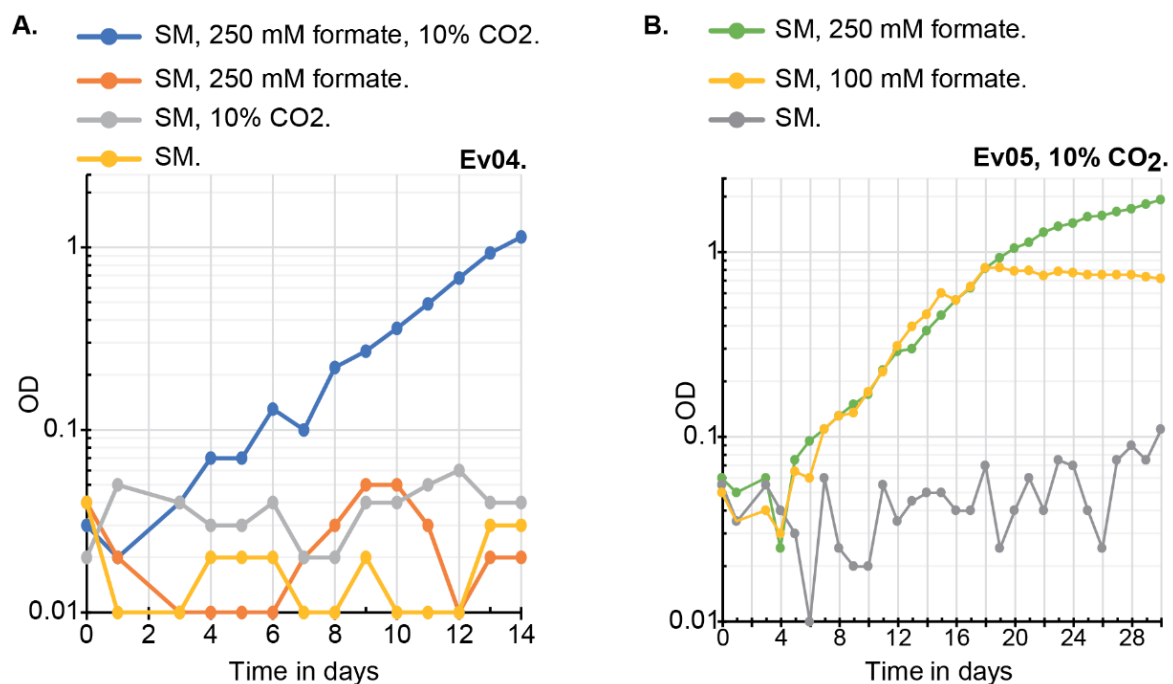 A.
SM, 250 mM formate, 10% CO2.
SM, 250 mM formate.
SM, 10% CO2.
SM.
Ev04.
1
0.1
0.01
OD
0 2 4 6 8 10 12 14
Time in days
B.
SM, 250 mM formate.
SM, 100 mM formate.
SM.
Ev05, 10% CO₂.
1
0.1
0.01
OD
0 4 8 12 16 20 24 28
Time in days